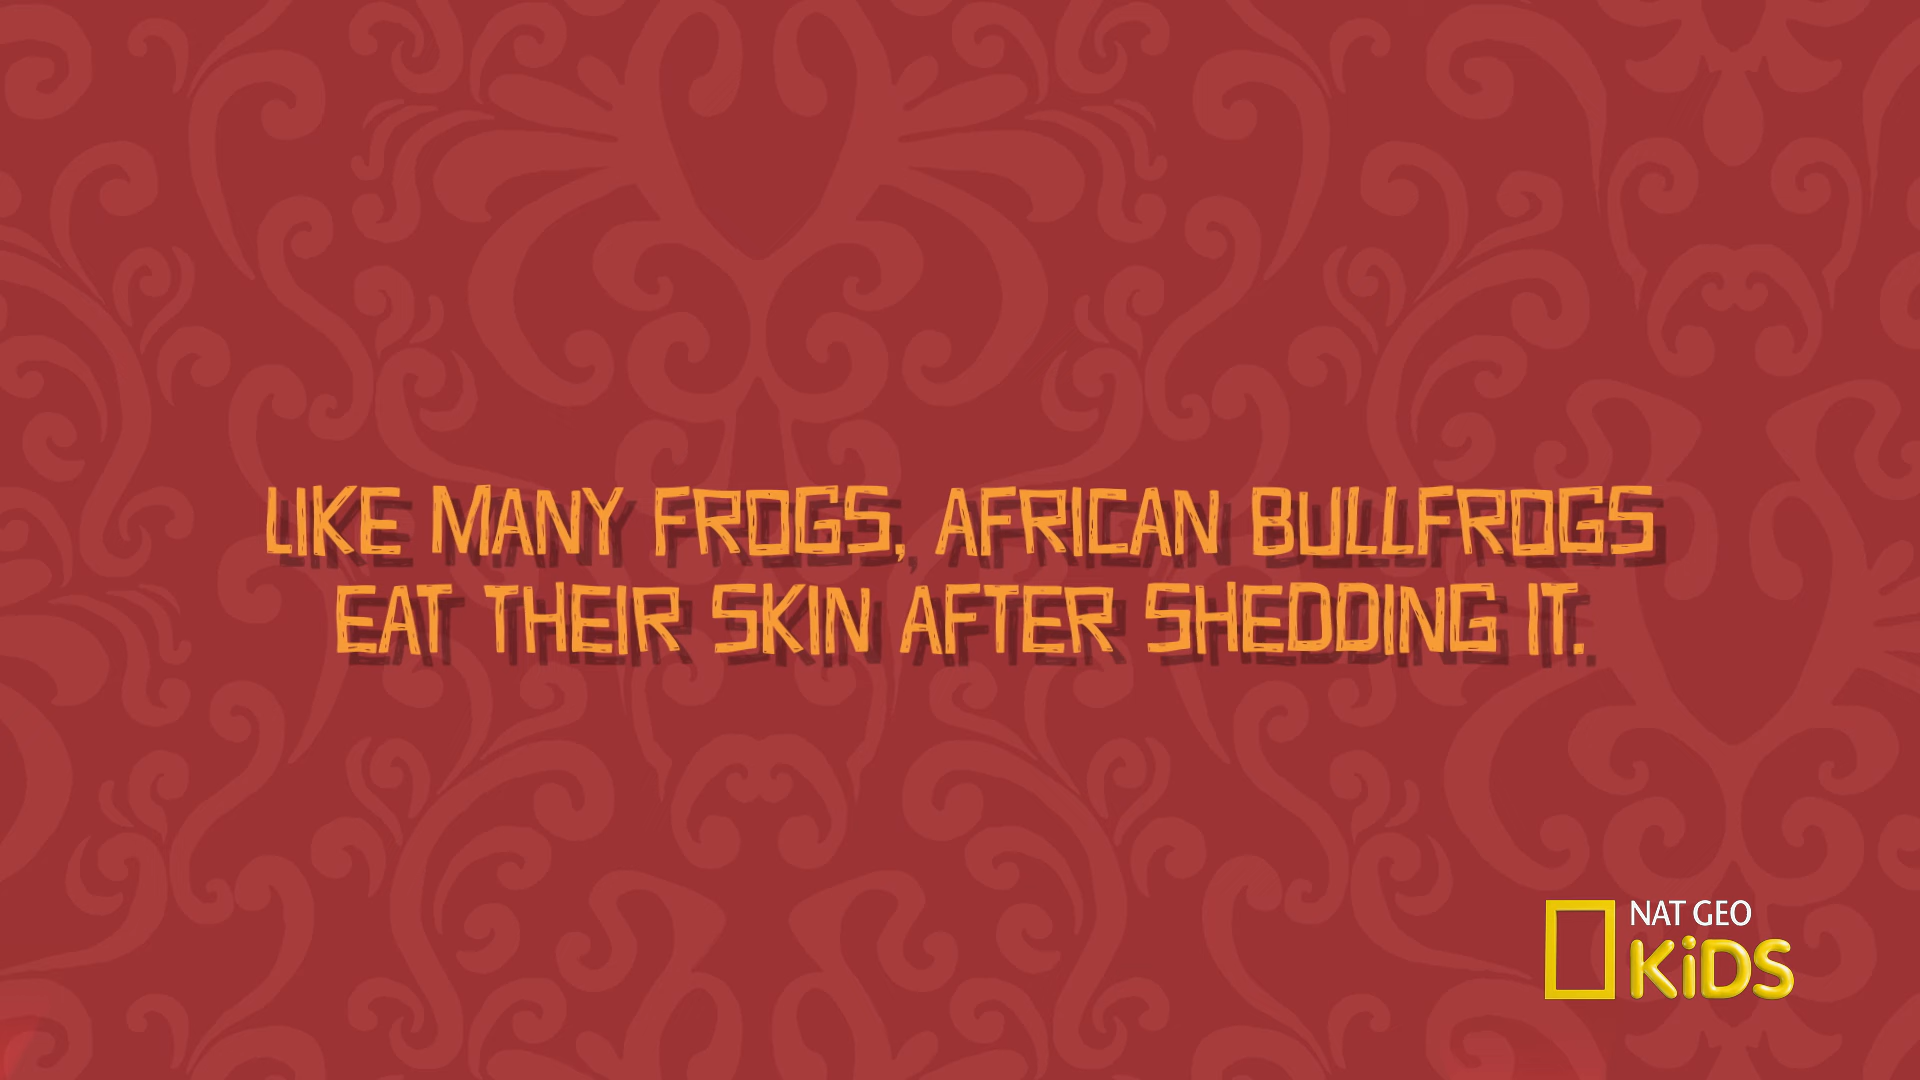 LIKE MANY FROGS, AFRICAN BULLFROGS
EAT THEIR SKIN AFTER SHEDDING IT.
NAT GEO
KiDS